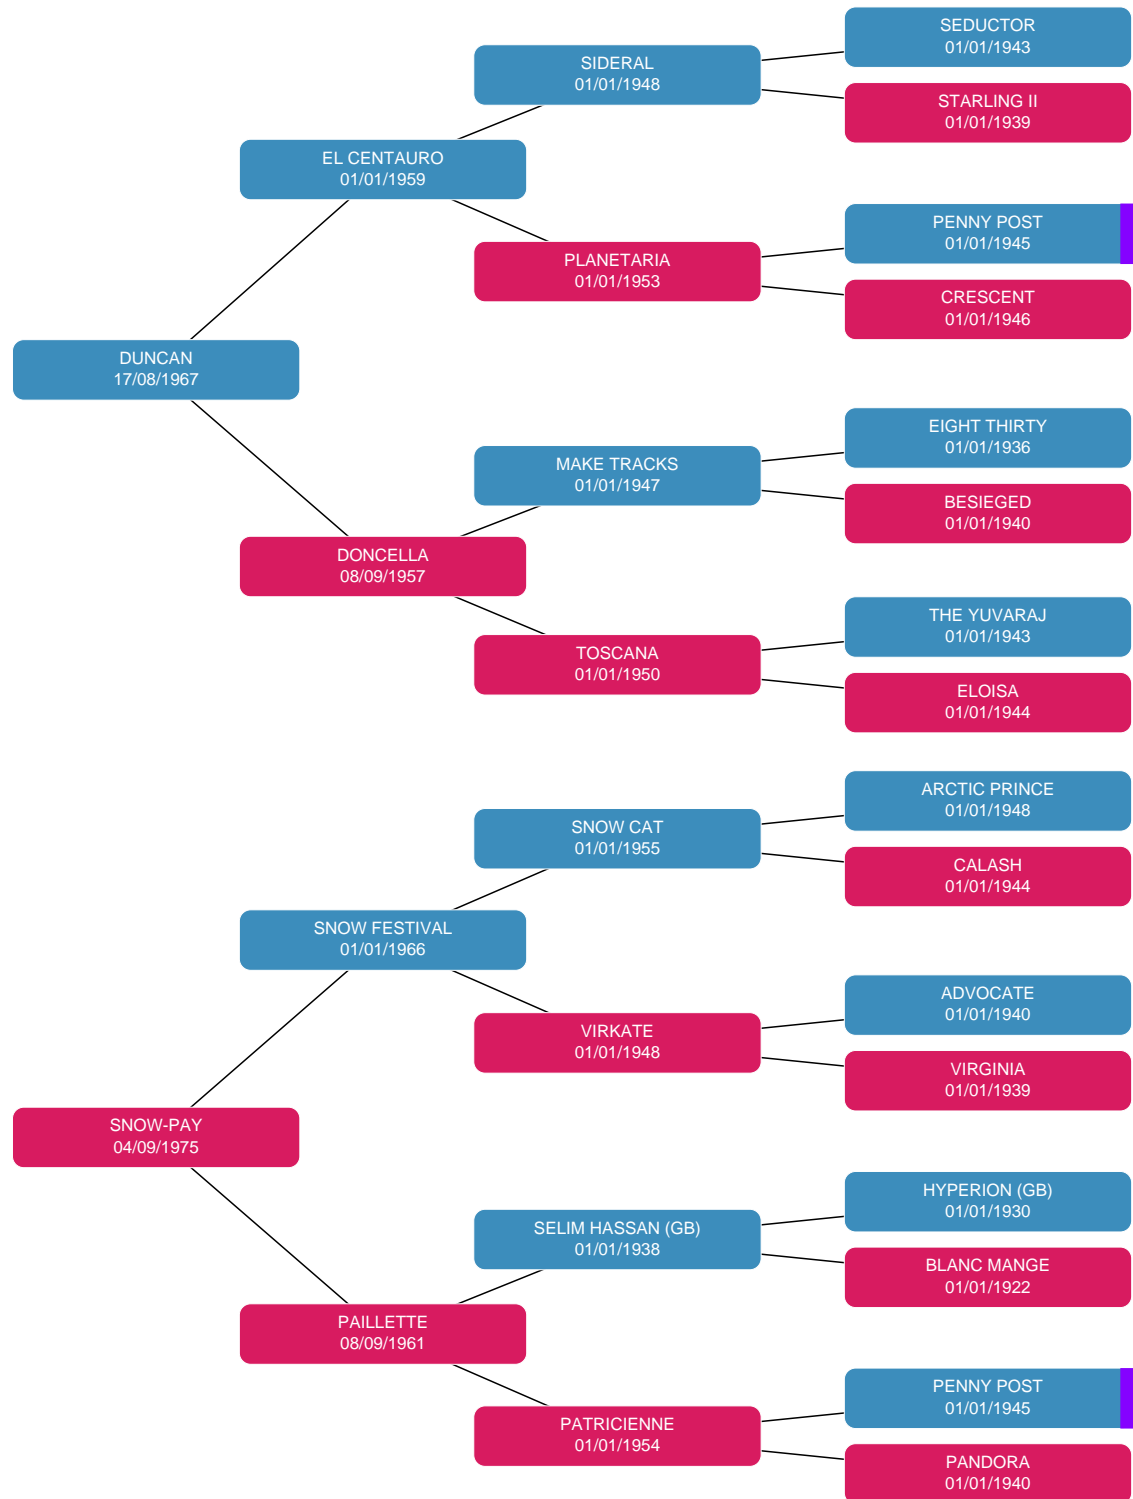 SEDUCTOR
01/01/1943
SIDERAL
01/01/1948
STARLING II
01/01/1939
EL CENTAURO
01/01/1959
PENNY POST
01/01/1945
PLANETARIA
01/01/1953
CRESCENT
01/01/1946
DUNCAN
17/08/1967
EIGHT THIRTY
01/01/1936
MAKE TRACKS
01/01/1947
BESIEGED
01/01/1940
DONCELLA
08/09/1957
THE YUVARAJ
01/01/1943
TOSCANA
01/01/1950
ELOISA
01/01/1944
ARCTIC PRINCE
01/01/1948
SNOW CAT
01/01/1955
CALASH
01/01/1944
SNOW FESTIVAL
01/01/1966
ADVOCATE
01/01/1940
VIRKATE
01/01/1948
VIRGINIA
01/01/1939
SNOW-PAY
04/09/1975
HYPERION (GB)
01/01/1930
SELIM HASSAN (GB)
01/01/1938
BLANC MANGE
01/01/1922
PAILLETTE
08/09/1961
PENNY POST
01/01/1945
PATRICIENNE
01/01/1954
PANDORA
01/01/1940